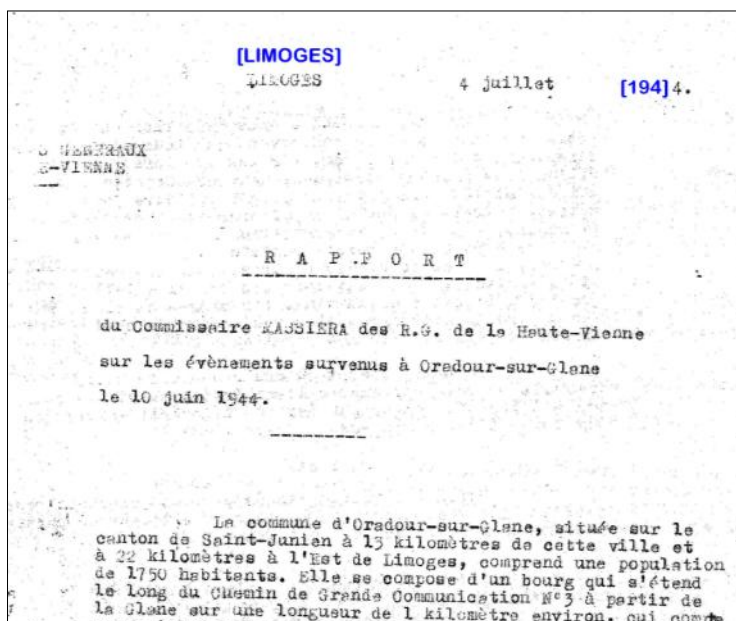 [LIMOGES]
LIMOGES 4 juillet [194]4.
GENERAUX
E-VIENNE
R A P P O R T
du Commissaire MASSIERA des R.G. de la Haute-Vienne
sur les évènements survenus à Oradour-sur-Glane
le 10 juin 1944.
La commune d'Oradour-sur-Glane, située sur le
canton de Saint-Junien à 13 kilomètres de cette ville et
à 22 kilomètres à l'Est de Limoges, comprend une population
de 1750 habitants. Elle se compose d'un bourg qui s'étend
le long du Chemin de Grande Communication N°3 à partir de
la Glane sur une longueur de 1 kilomètre environ, qui compte